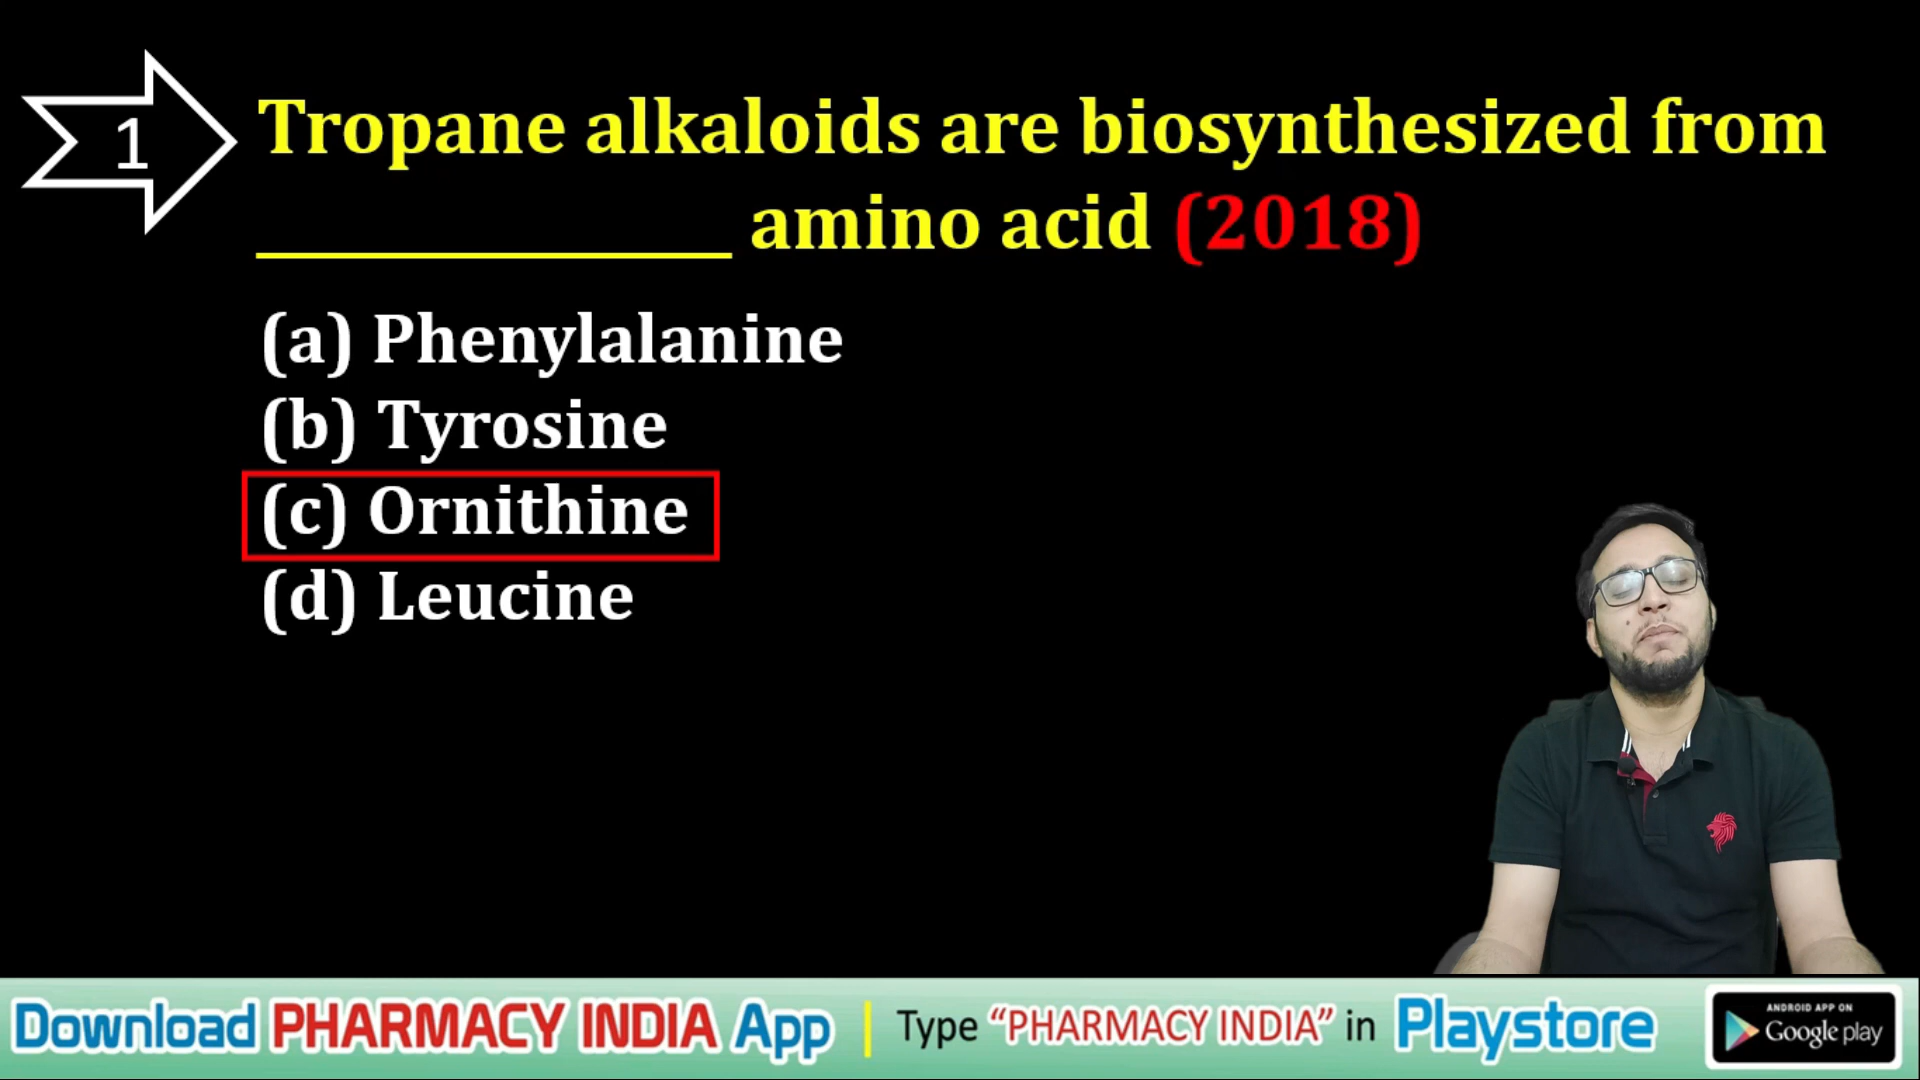 1
Tropane alkaloids are biosynthesized from
______________ amino acid (2018)
(a) Phenylalanine
(b) Tyrosine
(c) Ornithine
(d) Leucine
Download PHARMACY INDIA App | Type “PHARMACY INDIA” in Playstore
ANDROID APP ON
Google play